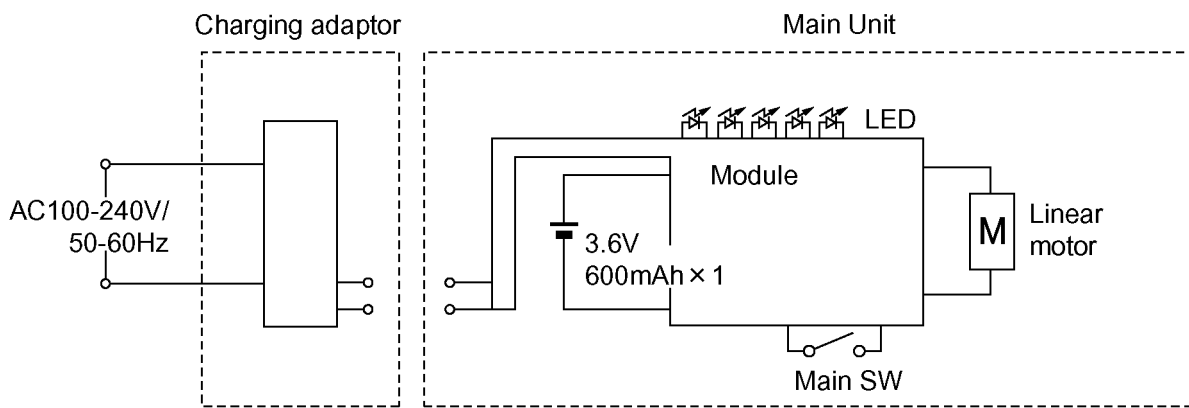 Charging adaptor
Main Unit
LED
Module
AC100-240V/
50-60Hz
3.6V
600mAh × 1
M
Linear
motor
Main SW